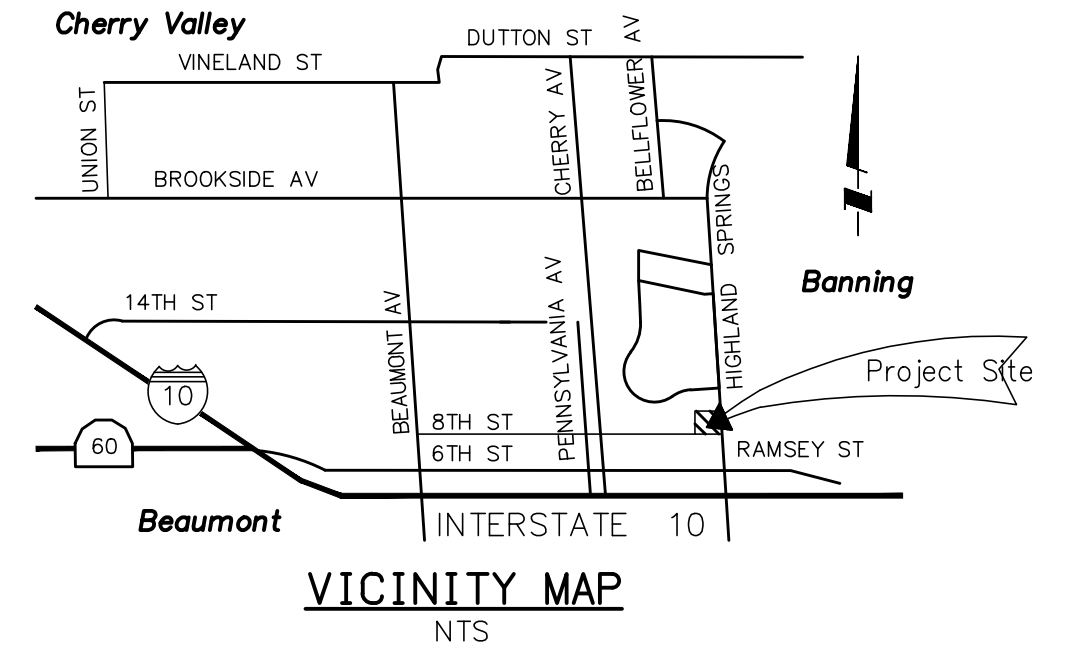 Cherry Valley
DUTTON ST
VINELAND ST
UNION ST
CHERRY AV
BELLFLOWER AV
BROOKSIDE AV
HIGHLAND SPRINGS
Banning
14TH ST
BEAUMONT AV
PENNSYLVANIA AV
Project Site
10
8TH ST
60
6TH ST
RAMSEY ST
Beaumont
INTERSTATE 10
VICINITY MAP
NTS